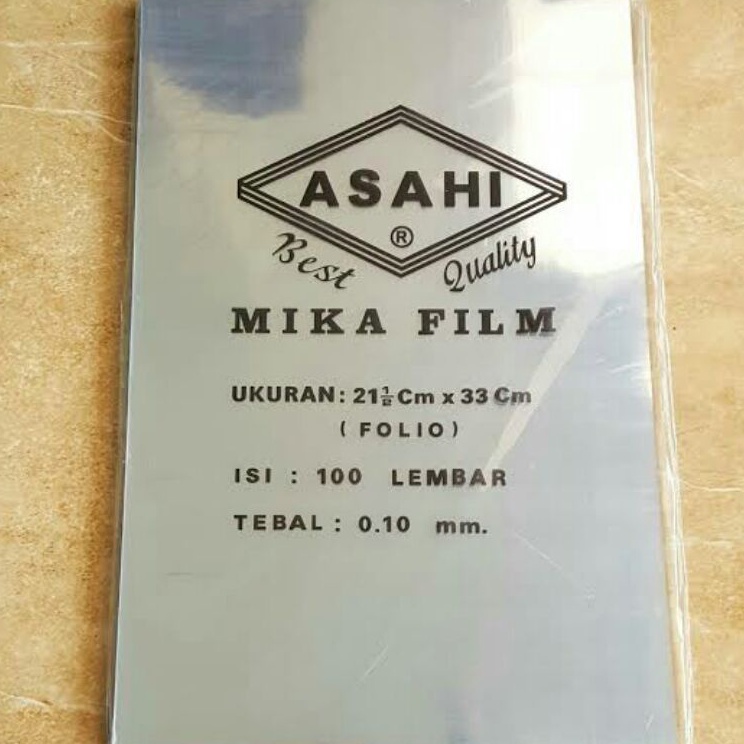 ASAHI
®
Best Quality
MIKA FILM
UKURAN: 21½ Cm x 33 Cm
( FOLIO )
ISI : 100 LEMBAR
TEBAL : 0.10 mm.